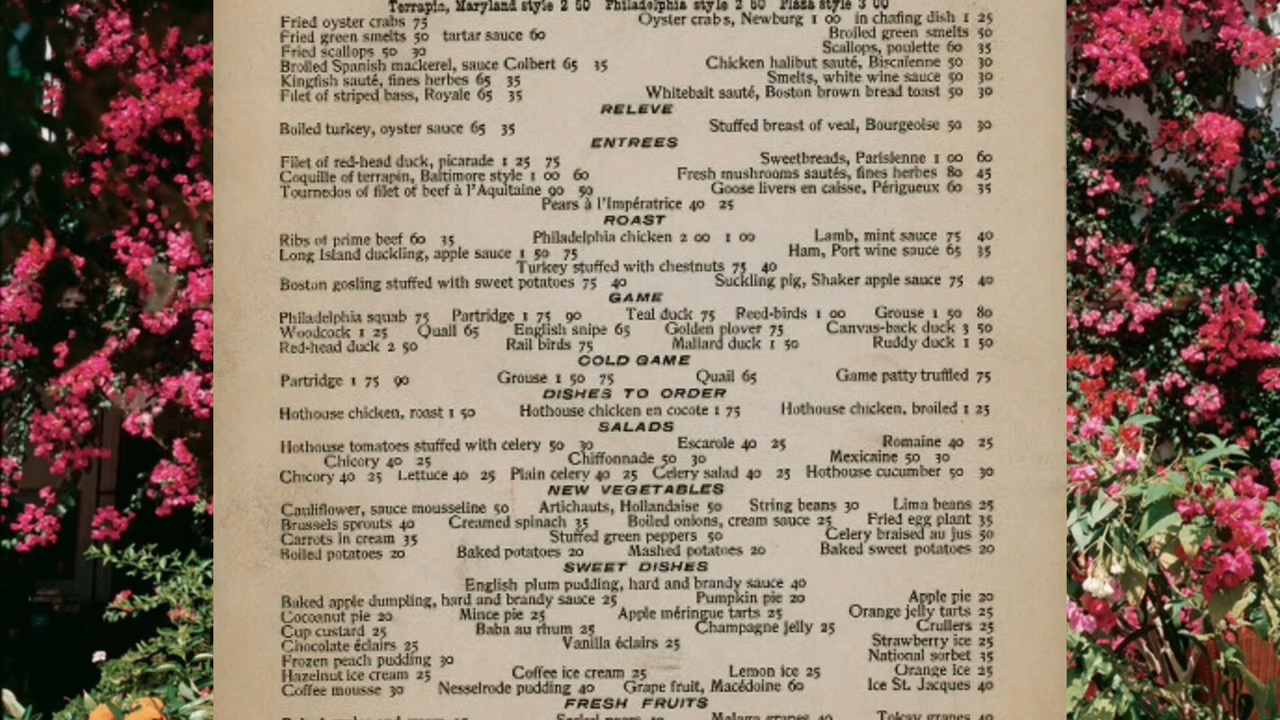 Terrapin, Maryland style 2 50 Philadelphia style 2 50 Plaza style 3 00
Fried oyster crabs 75 Oyster crabs, Newburg 1 00 in chafing dish 1 25
Fried green smelts 50 tartar sauce 60 Broiled green smelts 50
Fried scallops 50 30 Scallops, poulette 60 35
Broiled Spanish mackerel, sauce Colbert 65 35 Chicken halibut sauté, Biscaïenne 50 30
Kingfish sauté, fines herbes 65 35 Smelts, white wine sauce 50 30
Filet of striped bass, Royale 65 35 Whitebait sauté, Boston brown bread toast 50 30
RELEVE
Boiled turkey, oyster sauce 65 35 Stuffed breast of veal, Bourgeoise 50 30
ENTREES
Filet of red-head duck, picarade 1 25 75 Sweetbreads, Parisienne 1 00 60
Coquille of terrapin, Baltimore style 1 00 60 Fresh mushrooms sautés, fines herbes 80 45
Tournedos of filet of beef à l'Aquitaine 90 50 Goose livers en caisse, Périgueux 60 35
Pears à l'Impératrice 40 25
ROAST
Ribs of prime beef 60 35 Philadelphia chicken 2 00 1 00 Lamb, mint sauce 75 40
Long Island duckling, apple sauce 1 50 75 Ham, Port wine sauce 65 35
Turkey stuffed with chestnuts 75 40
Boston gosling stuffed with sweet potatoes 75 40 Suckling pig, Shaker apple sauce 75 40
GAME
Philadelphia squab 75 Partridge 1 75 90 Teal duck 75 Reed-birds 1 00 Grouse 1 50 80
Woodcock 1 25 Quail 65 English snipe 65 Golden plover 75 Canvas-back duck 3 50
Red-head duck 2 50 Rail birds 75 Mallard duck 1 50 Ruddy duck 1 50
COLD GAME
Partridge 1 75 90 Grouse 1 50 75 Quail 65 Game patty truffled 75
DISHES TO ORDER
Hothouse chicken, roast 1 50 Hothouse chicken en cocote 1 75 Hothouse chicken, broiled 1 25
SALADS
Hothouse tomatoes stuffed with celery 50 30 Escarole 40 25 Romaine 40 25
Chicory 40 25 Chiffonnade 50 30 Mexicaine 50 30
Chicory 40 25 Lettuce 40 25 Plain celery 40 25 Celery salad 40 25 Hothouse cucumber 50 30
NEW VEGETABLES
Cauliflower, sauce mousseline 50 Artichauts, Hollandaise 50 String beans 30 Lima beans 25
Brussels sprouts 40 Creamed spinach 35 Boiled onions, cream sauce 25 Fried egg plant 35
Carrots in cream 35 Stuffed green peppers 50 Celery braised au jus 50
Boiled potatoes 20 Baked potatoes 20 Mashed potatoes 20 Baked sweet potatoes 20
SWEET DISHES
English plum pudding, hard and brandy sauce 40
Baked apple dumpling, hard and brandy sauce 25 Pumpkin pie 20 Apple pie 20
Cocoanut pie 20 Mince pie 25 Apple méringue tarts 25 Orange jelly tarts 25
Cup custard 25 Baba au rhum 25 Champagne jelly 25 Crullers 25
Chocolate éclairs 25 Vanilla éclairs 25 Strawberry ice 25
Frozen peach pudding 30 National sorbet 35
Hazelnut ice cream 25 Coffee ice cream 25 Lemon ice 25 Orange ice 25
Coffee mousse 30 Nesselrode pudding 40 Grape fruit, Macédoine 60 Ice St. Jacques 40
FRESH FRUITS
Malaga grapes 40 Tokay grapes 40